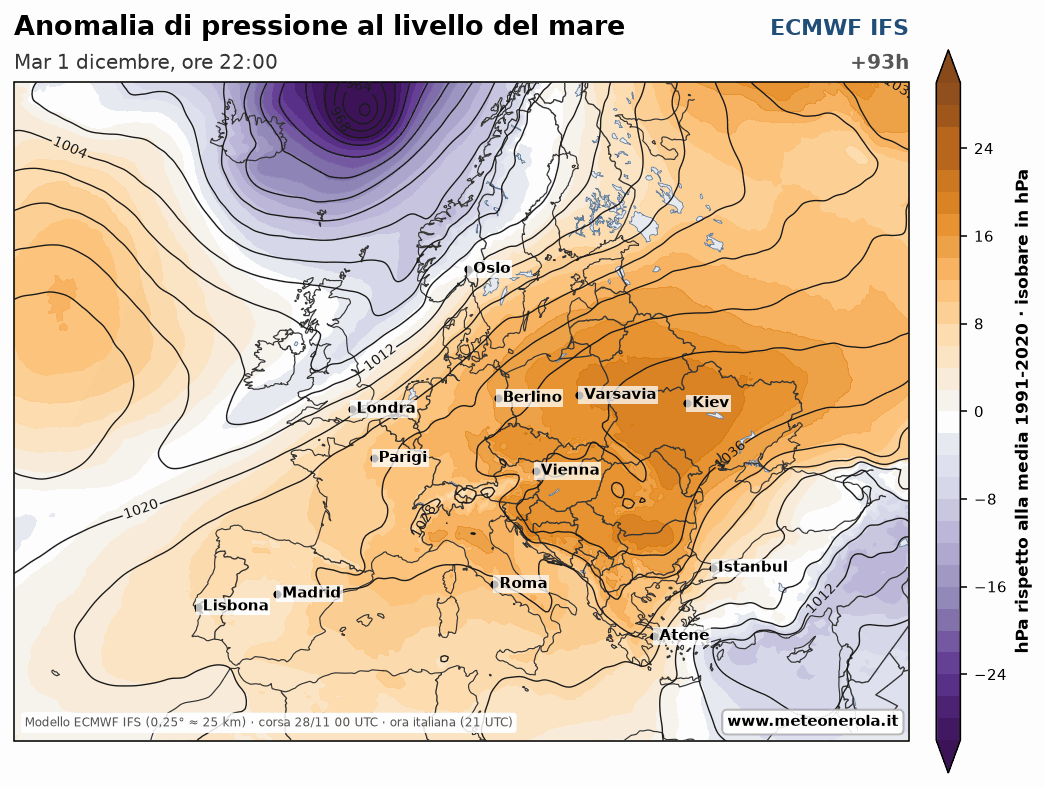 Anomalia di pressione al livello del mare
ECMWF IFS
Mar 1 dicembre, ore 22:00
+93h
1004
968
Oslo
1012
Londra
Berlino
Varsavia
Kiev
Parigi
Vienna
1036
1020
1028
Madrid
Lisbona
Roma
Istanbul
1012
Atene
24
16
8
0
−8
−16
−24
hPa rispetto alla media 1991-2020 · isobare in hPa
Modello ECMWF IFS (0,25° ≈ 25 km) · corsa 28/11 00 UTC · ora italiana (21 UTC)
www.meteonerola.it